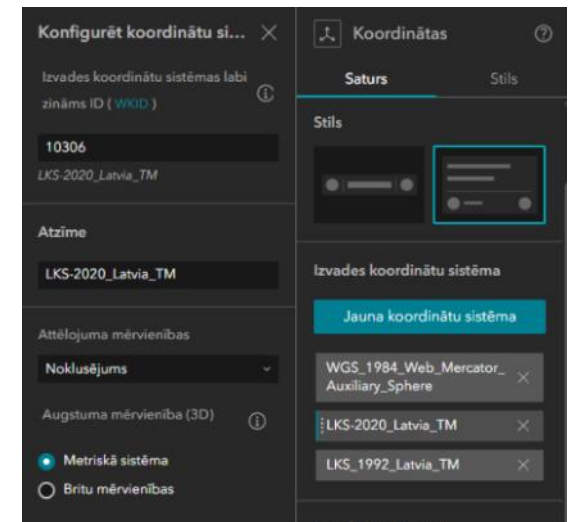 Konfigurēt koordinātu si...
Izvades koordinātu sistēmas labi
zināms ID ( WKID )
10306
LKS-2020_Latvia_TM
Atzīme
LKS-2020_Latvia_TM
Attēlojuma mērvienības
Noklusējums
Augstuma mērvienība (3D)
Metriskā sistēma
Britu mērvienības
Koordinātas
Saturs
Stils
Stils
Izvades koordinātu sistēma
Jauna koordinātu sistēma
WGS_1984_Web_Mercator_
Auxiliary_Sphere
LKS-2020_Latvia_TM
LKS_1992_Latvia_TM